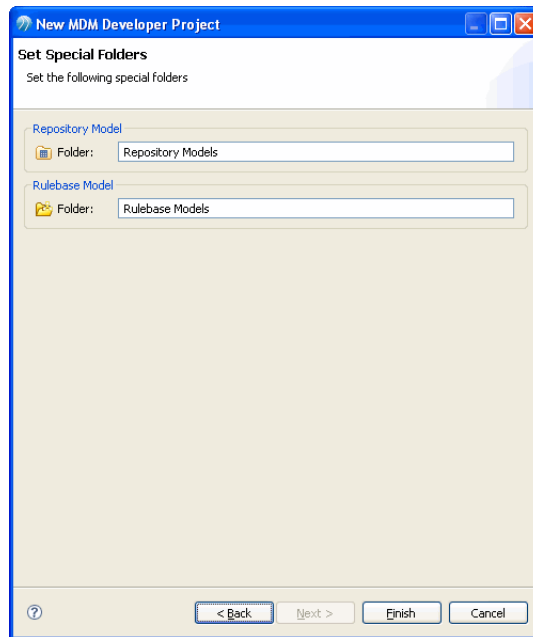 New MDM Developer Project
Set Special Folders
Set the following special folders
Repository Model
Folder: Repository Models
Rulebase Model
Folder: Rulebase Models
? < Back Next > Finish Cancel